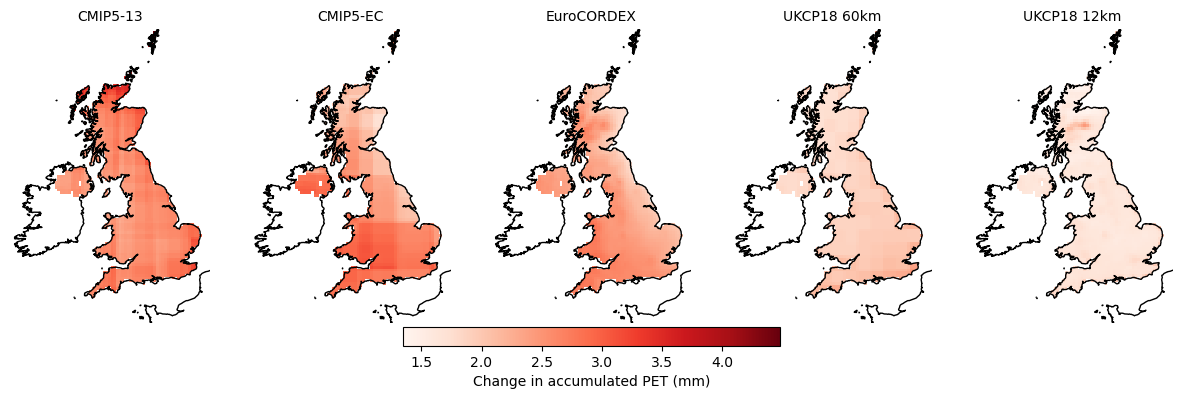 CMIP5-13 CMIP5-EC EuroCORDEX UKCP18 60km UKCP18 12km
1.5 2.0 2.5 3.0 3.5 4.0
Change in accumulated PET (mm)